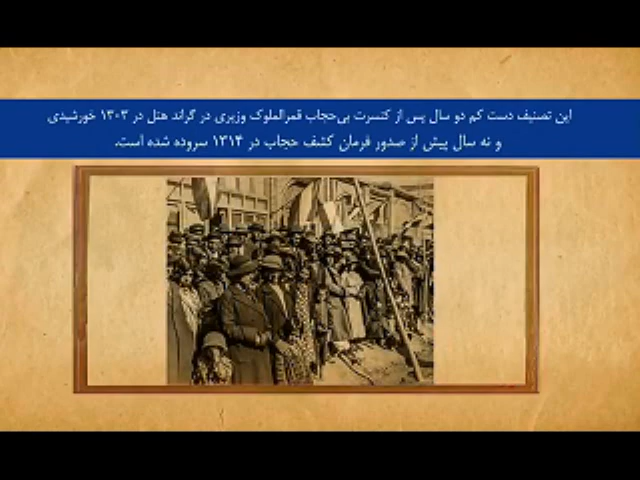 این تصنیف دست کم دو سال پس از کنسرت بی‌حجاب قمرالملوک وزیری در گراند هتل در ۱۳۰۳ خورشیدی
و نه سال پیش از صدور فرمان کشف حجاب در ۱۳۱۴ سروده شده است.